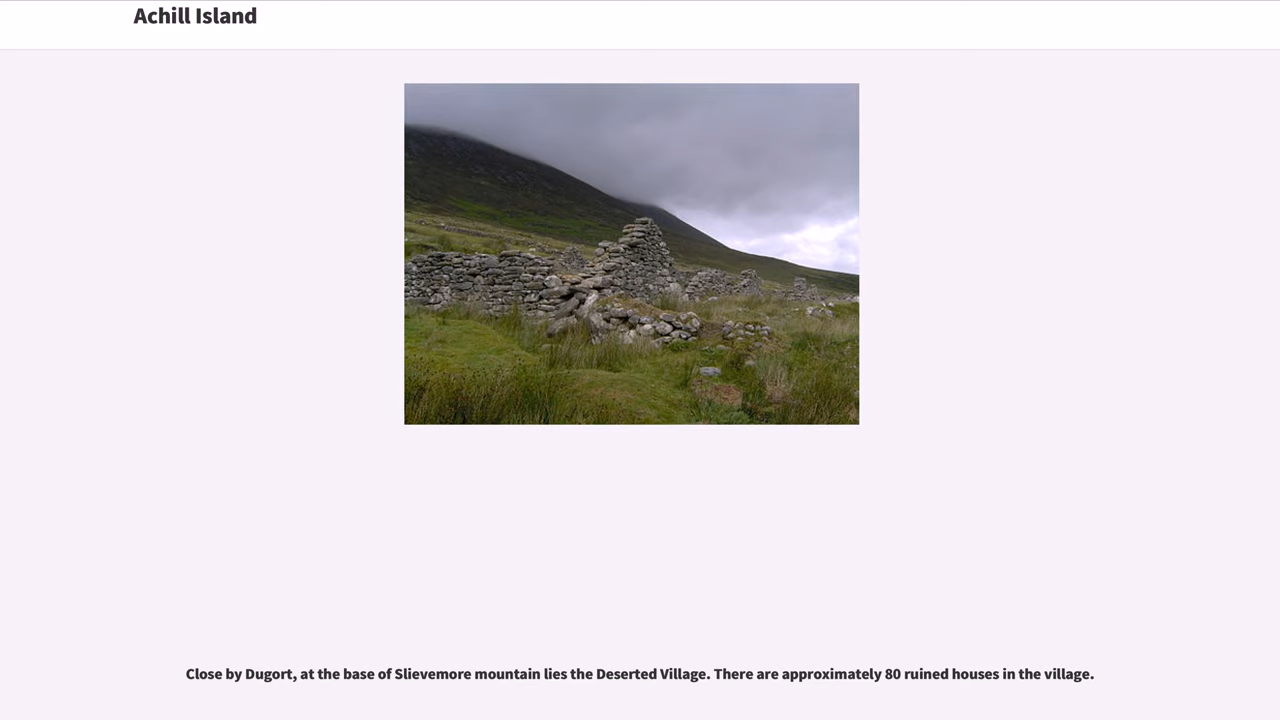 Achill Island
Close by Dugort, at the base of Slievemore mountain lies the Deserted Village. There are approximately 80 ruined houses in the village.